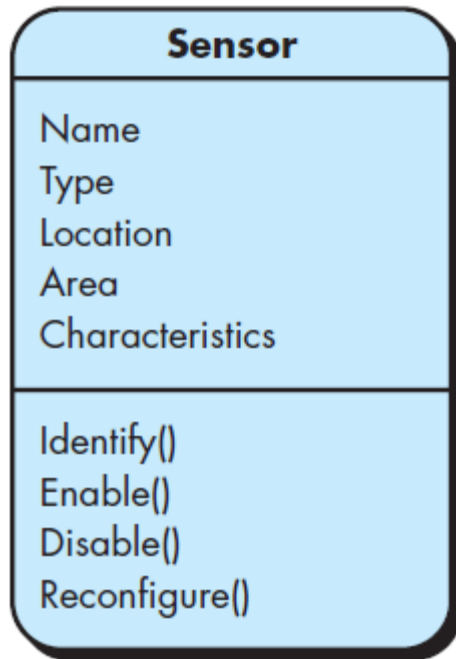 Sensor
Name
Type
Location
Area
Characteristics
Identify()
Enable()
Disable()
Reconfigure()